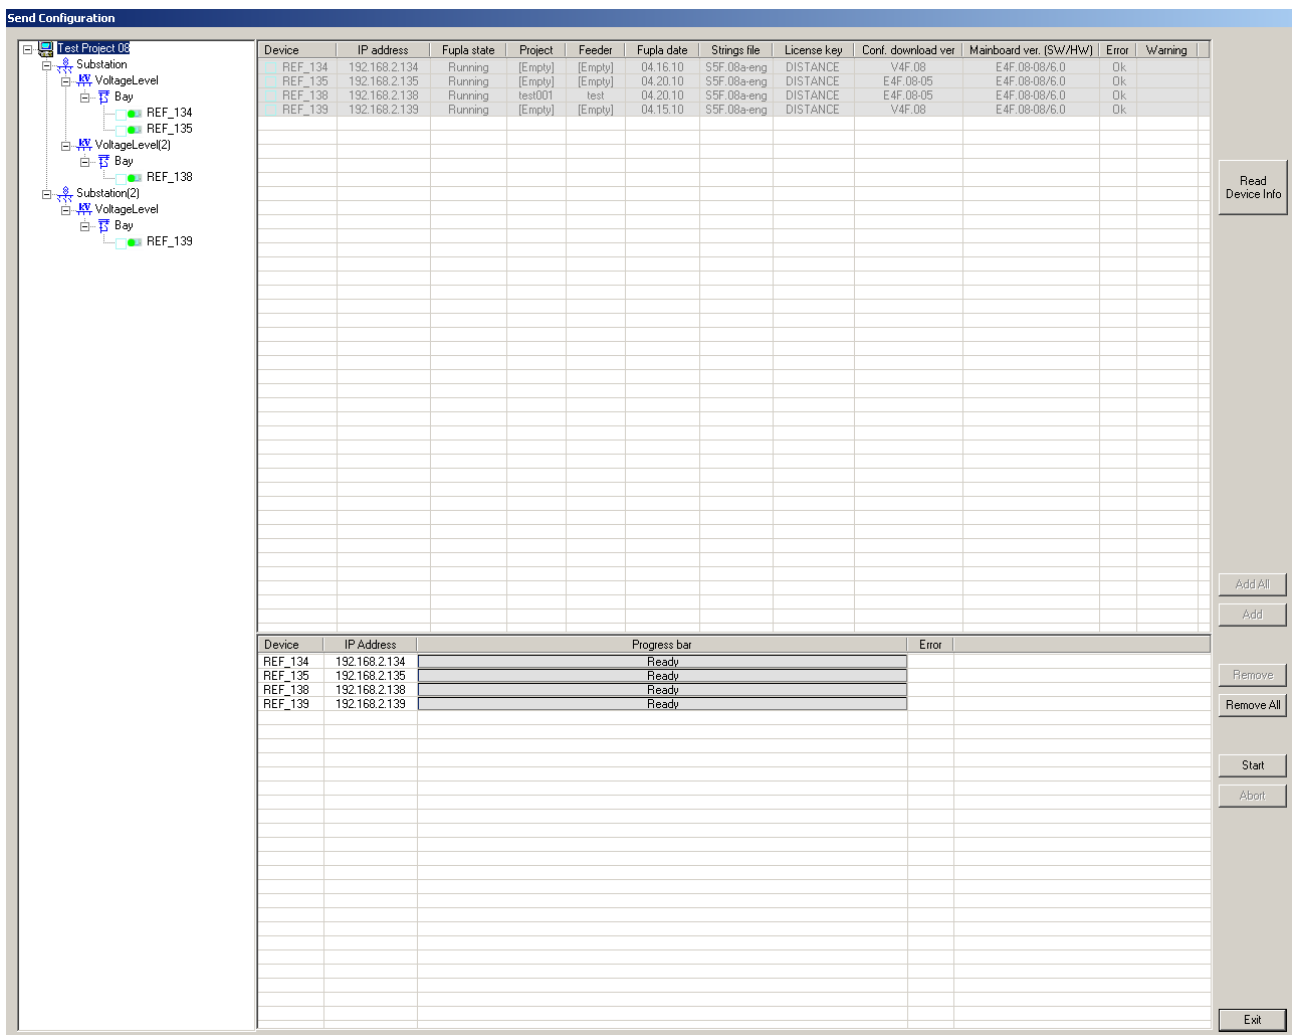 Send Configuration
Test Project 08
Substation
VoltageLevel
Bay
REF_134
REF_135
VoltageLevel(2)
Bay
REF_138
Substation(2)
VoltageLevel
Bay
REF_139
Device IP address Fupla state Project Feeder Fupla date Strings file License key Conf. download ver Mainboard ver. (SW/HW) Error Warning
REF_134 192.168.2.134 Running [Empty] [Empty] 04.16.10 S5F.08a-eng DISTANCE V4F.08 E4F.08-08/6.0 Ok
REF_135 192.168.2.135 Running [Empty] [Empty] 04.20.10 S5F.08a-eng DISTANCE E4F.08-05 E4F.08-08/6.0 Ok
REF_138 192.168.2.138 Running test001 test 04.20.10 S5F.08a-eng DISTANCE E4F.08-05 E4F.08-08/6.0 Ok
REF_139 192.168.2.139 Running [Empty] [Empty] 04.15.10 S5F.08a-eng DISTANCE V4F.08 E4F.08-08/6.0 Ok
Read
Device Info
Add All
Add
Device IP Address Progress bar Error
REF_134 192.168.2.134 Ready
REF_135 192.168.2.135 Ready
REF_138 192.168.2.138 Ready
REF_139 192.168.2.139 Ready
Remove
Remove All
Start
Abort
Exit